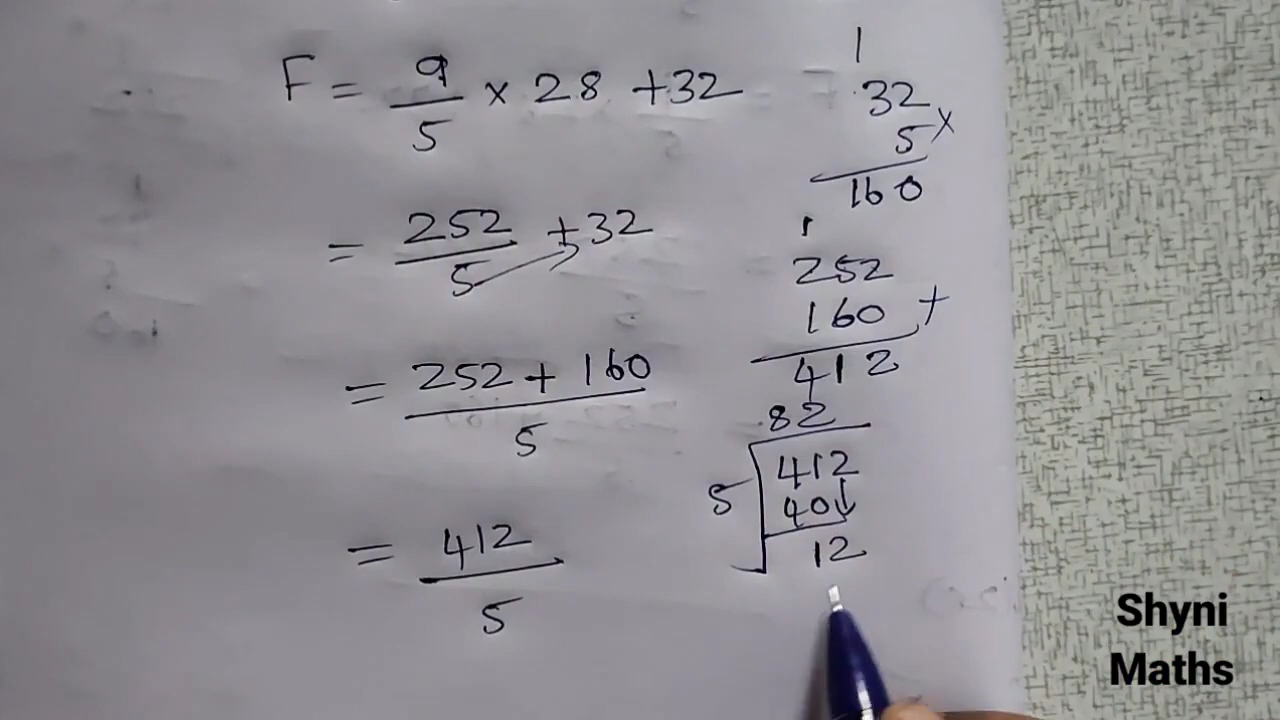 F = 9/5 × 28 + 32
= 252/5 + 32
= 252 + 160 / 5
= 412/5
1
32
5 ×
160
1
252
160 +
412
82
5 412
40
12
Shyni
Maths